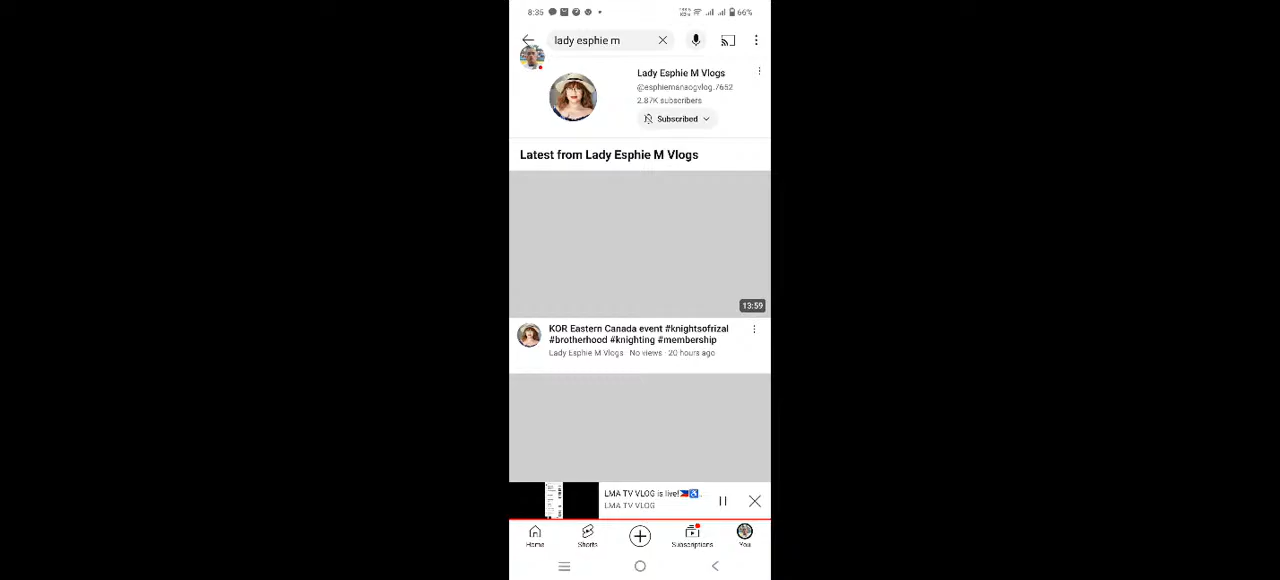 8:35
66%
lady esphie m
Lady Esphie M Vlogs
@esphiemanaogvlog.7652
2.87K subscribers
Subscribed
Latest from Lady Esphie M Vlogs
13:59
KOR Eastern Canada event #knightsofrizal
#brotherhood #knighting #membership
Lady Esphie M Vlogs · No views · 20 hours ago
LMA TV VLOG is live!🇵🇭♿..
LMA TV VLOG
Home
Shorts
Subscriptions
You